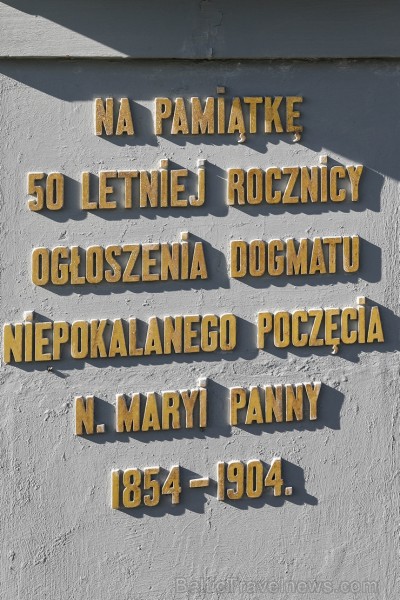 NA PAMIĄTKĘ
50 LETNIEJ ROCZNICY
OGŁOSZENIA DOGMATU
NIEPOKALANEGO POCZĘCIA
N. MARYI PANNY
1854-1904.
BalticTravelnews.com